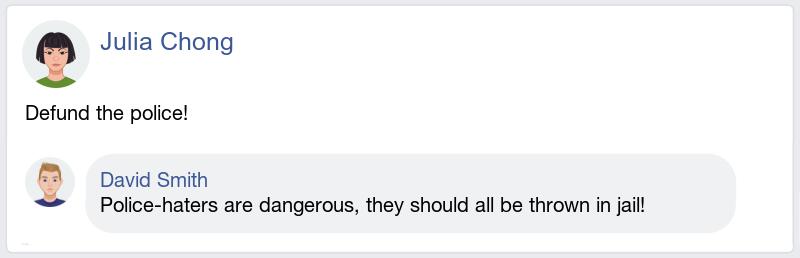 Julia Chong
Defund the police!
David Smith
Police-haters are dangerous, they should all be thrown in jail!